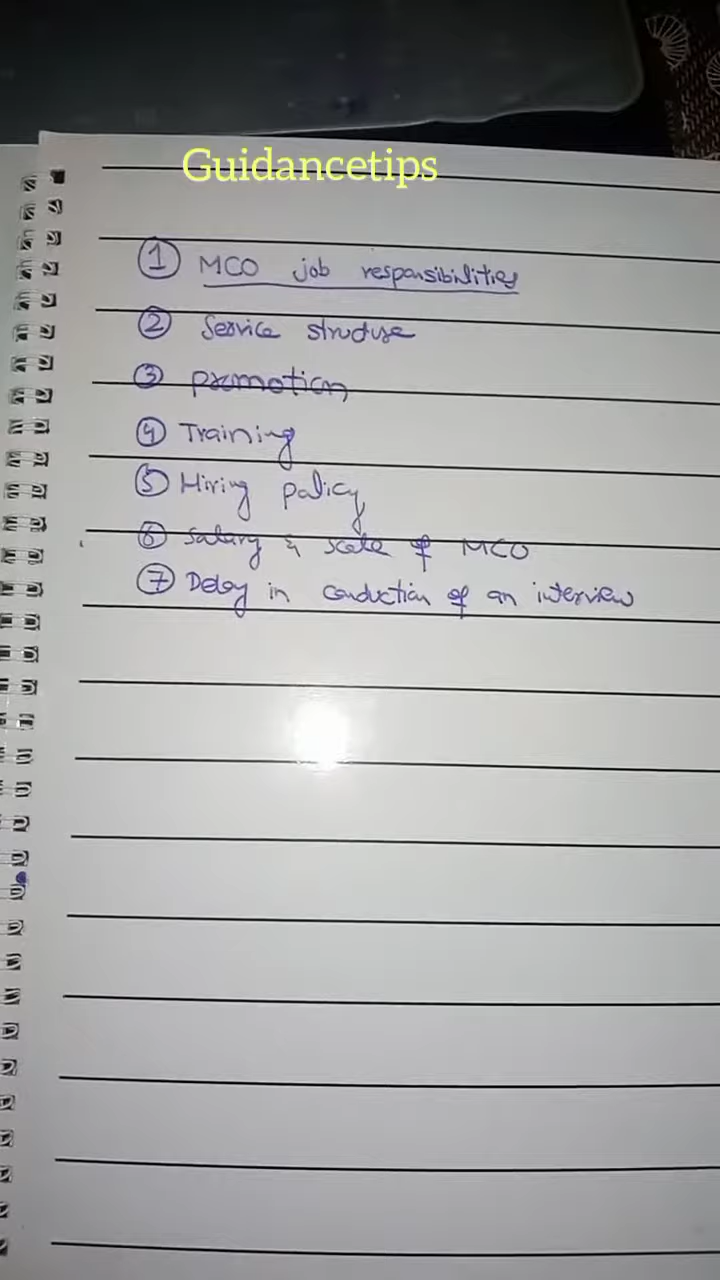 Guidancetips
① MCO job responsibilities
② Service structure
③ promotion
④ Training
⑤ Hiring policy
⑥ Salary & scale of MCO
⑦ Delay in conduction of an interview